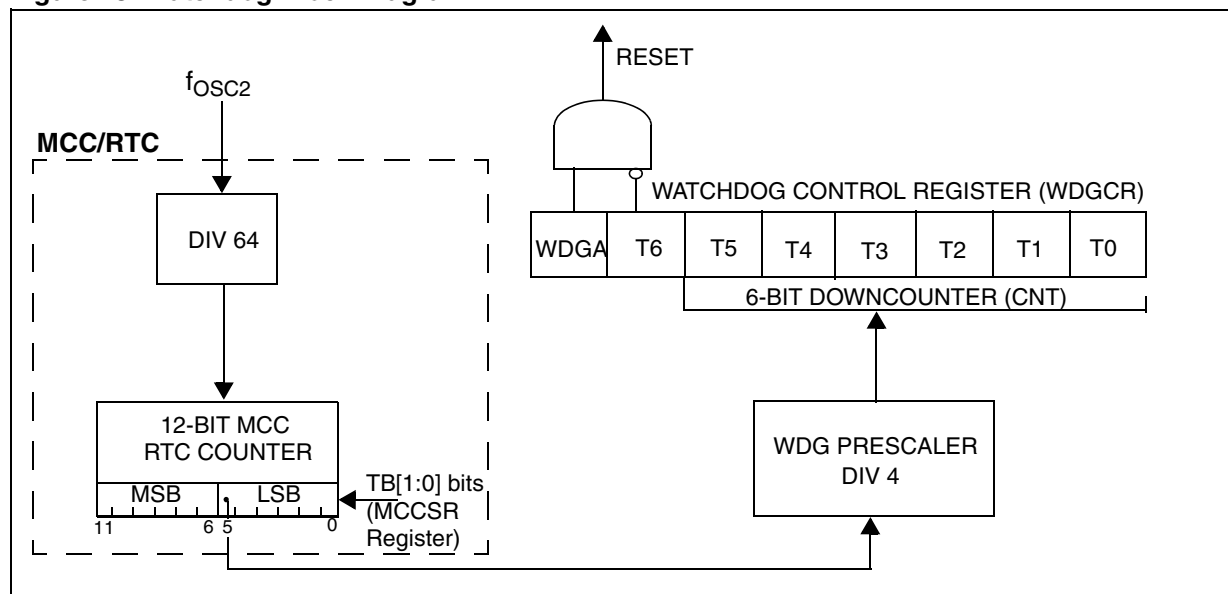 RESET
fOSC2
MCC/RTC
DIV 64
WATCHDOG CONTROL REGISTER (WDGCR)
WDGA T6 T5 T4 T3 T2 T1 T0
6-BIT DOWNCOUNTER (CNT)
12-BIT MCC
RTC COUNTER
MSB LSB
11 6 5 0
TB[1:0] bits
(MCCSR
Register)
WDG PRESCALER
DIV 4